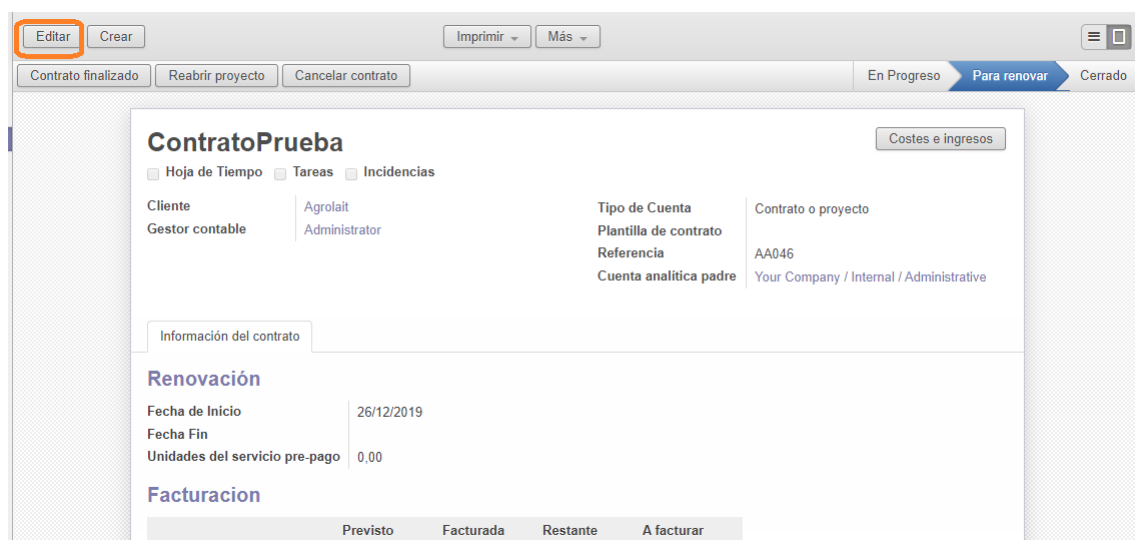 Editar Crear Imprimir Más
Contrato finalizado Reabrir proyecto Cancelar contrato En Progreso Para renovar Cerrado
ContratoPrueba Costes e ingresos
Hoja de Tiempo Tareas Incidencias
Cliente Agrolait Tipo de Cuenta Contrato o proyecto
Gestor contable Administrator Plantilla de contrato
Referencia AA046
Cuenta analítica padre Your Company / Internal / Administrative
Información del contrato
Renovación
Fecha de Inicio 26/12/2019
Fecha Fin
Unidades del servicio pre-pago 0,00
Facturacion
Previsto Facturada Restante A facturar